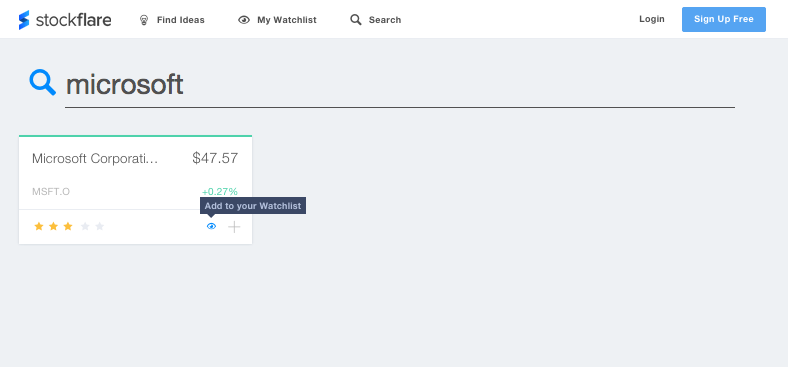 stockflare Find Ideas My Watchlist Search Login Sign Up Free
microsoft
Microsoft Corporati... $47.57
MSFT.O +0.27%
Add to your Watchlist